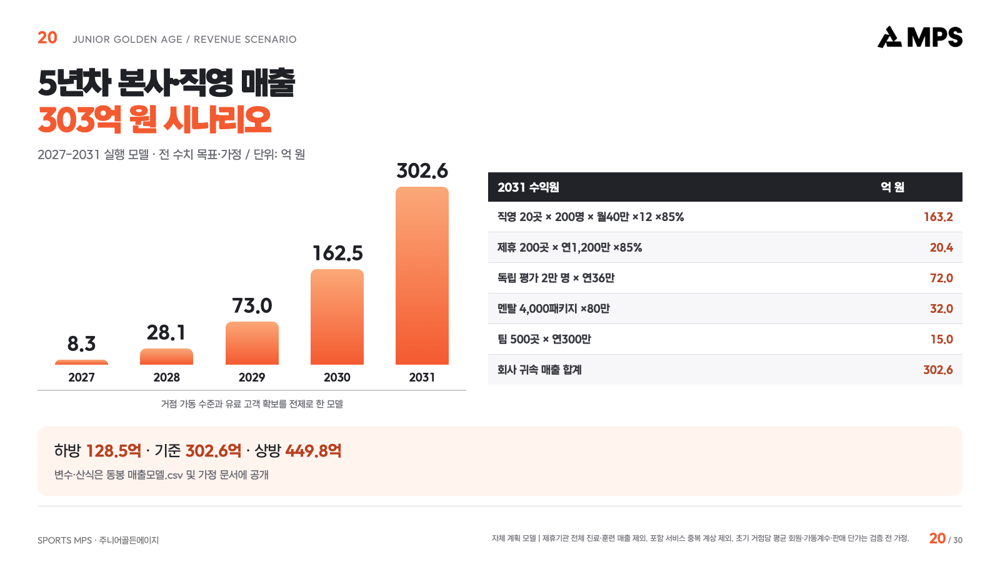 20 JUNIOR GOLDEN AGE / REVENUE SCENARIO
MPS
5년차 본사·직영 매출
303억 원 시나리오
2027–2031 실행 모델 · 전 수치 목표·가정 / 단위: 억 원
8.3
28.1
73.0
162.5
302.6
2027 2028 2029 2030 2031
거점 가동 수준과 유료 고객 확보를 전제로 한 모델
2031 수익원 억 원
직영 20곳 × 200명 × 월40만 ×12 ×85% 163.2
제휴 200곳 × 연1,200만 ×85% 20.4
독립 평가 2만 명 × 연36만 72.0
멘탈 4,000패키지 ×80만 32.0
팀 500곳 × 연300만 15.0
회사 귀속 매출 합계 302.6
하방 128.5억 · 기준 302.6억 · 상방 449.8억
변수·산식은 동봉 매출모델.csv 및 가정 문서에 공개
SPORTS MPS · 주니어골든에이지
자체 계획 모델 | 제휴기관 전체 진료·훈련 매출 제외. 포함 서비스 중복 계상 제외. 초기 거점당 평균 회원·가동계수·판매 단가는 검증 전 가정.
20 / 30